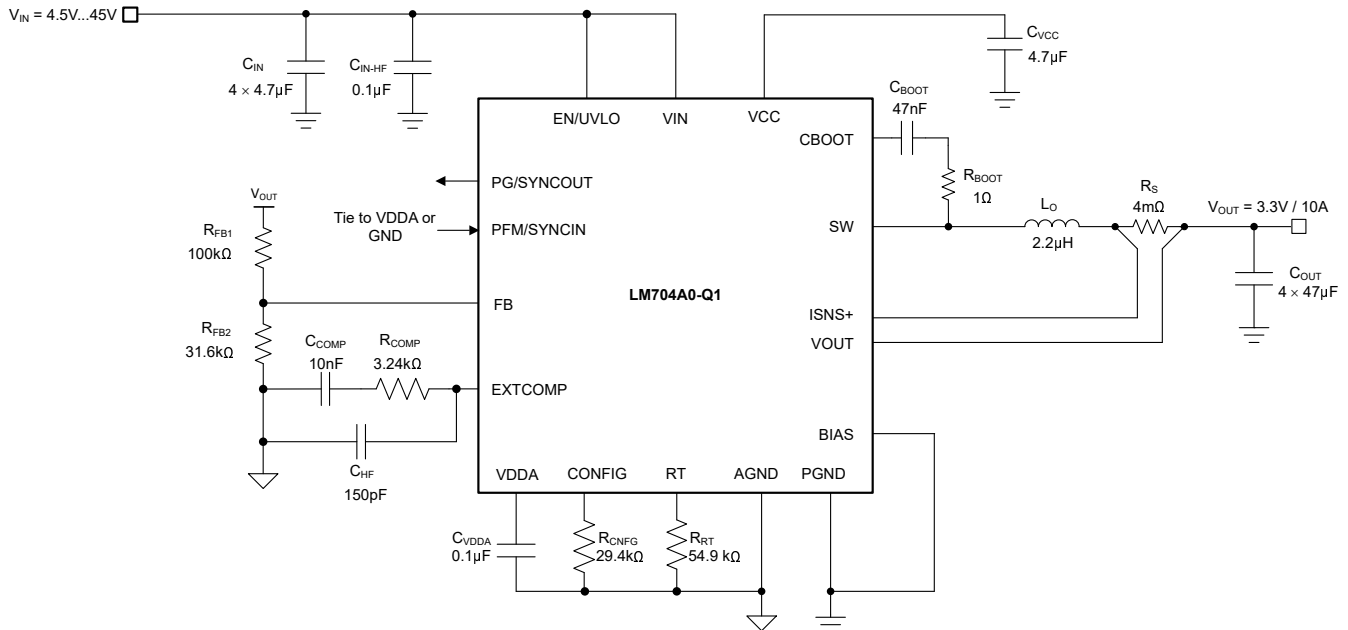 V_IN = 4.5V...45V
C_IN
4 × 4.7µF
C_IN-HF
0.1µF
C_VCC
4.7µF
EN/UVLO
VIN
VCC
C_BOOT
47nF
CBOOT
R_BOOT
1Ω
PG/SYNCOUT
V_OUT
Tie to VDDA or
GND
PFM/SYNCIN
R_FB1
100kΩ
SW
L_O
2.2µH
R_S
4mΩ
V_OUT = 3.3V / 10A
C_OUT
4 × 47µF
LM704A0-Q1
FB
ISNS+
VOUT
R_FB2
31.6kΩ
C_COMP
10nF
R_COMP
3.24kΩ
EXTCOMP
BIAS
C_HF
150pF
VDDA
CONFIG
RT
AGND
PGND
C_VDDA
0.1µF
R_CNFG
29.4kΩ
R_RT
54.9 kΩ